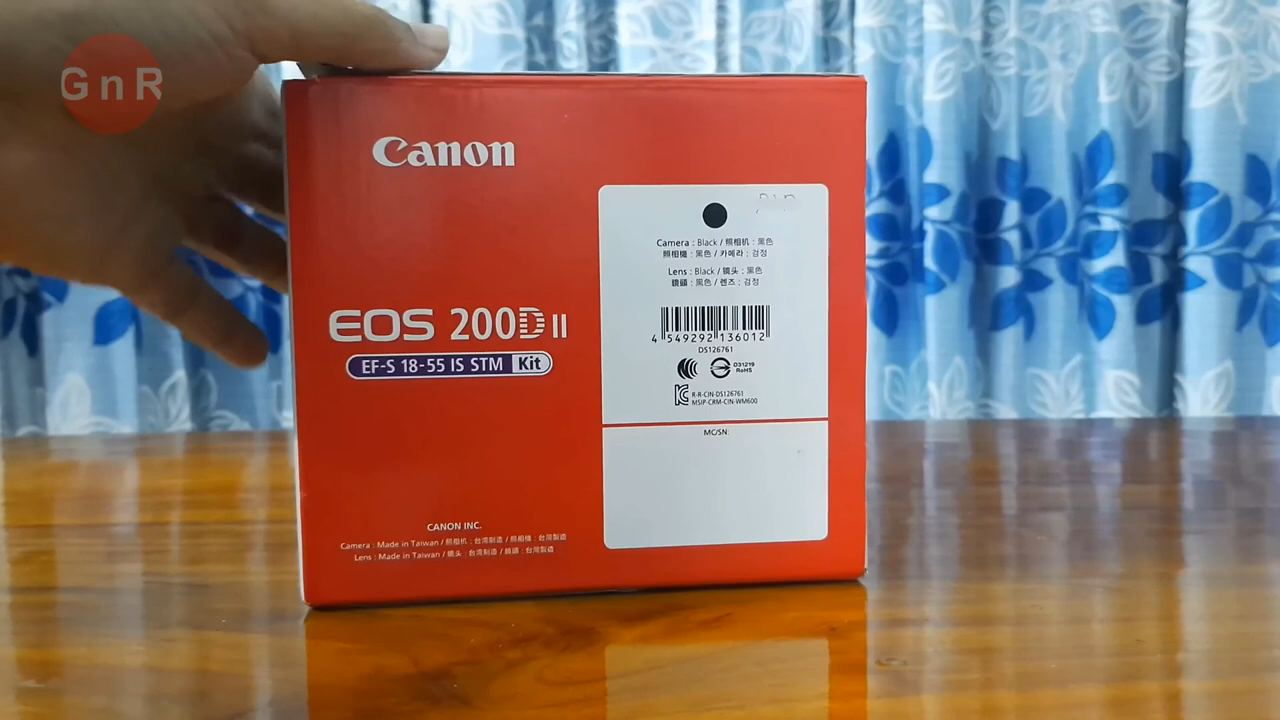 GnR
Canon
EOS 200D II
EF-S 18-55 IS STM Kit
CANON INC.
Camera : Made in Taiwan / 照相机 : 台湾制造 / 照相機 : 台灣製造
Lens : Made in Taiwan / 镜头 : 台湾制造 / 鏡頭 : 台灣製造
Camera : Black / 照相机 : 黑色
照相機 : 黑色 / 카메라 : 검정
Lens : Black / 镜头 : 黑色
鏡頭 : 黑色 / 렌즈 : 검정
4 549292 136012
DS126761
D31219
RoHS
R-R-CIN-DS126761
MSIP-CRM-CIN-WM600
MC/SN: